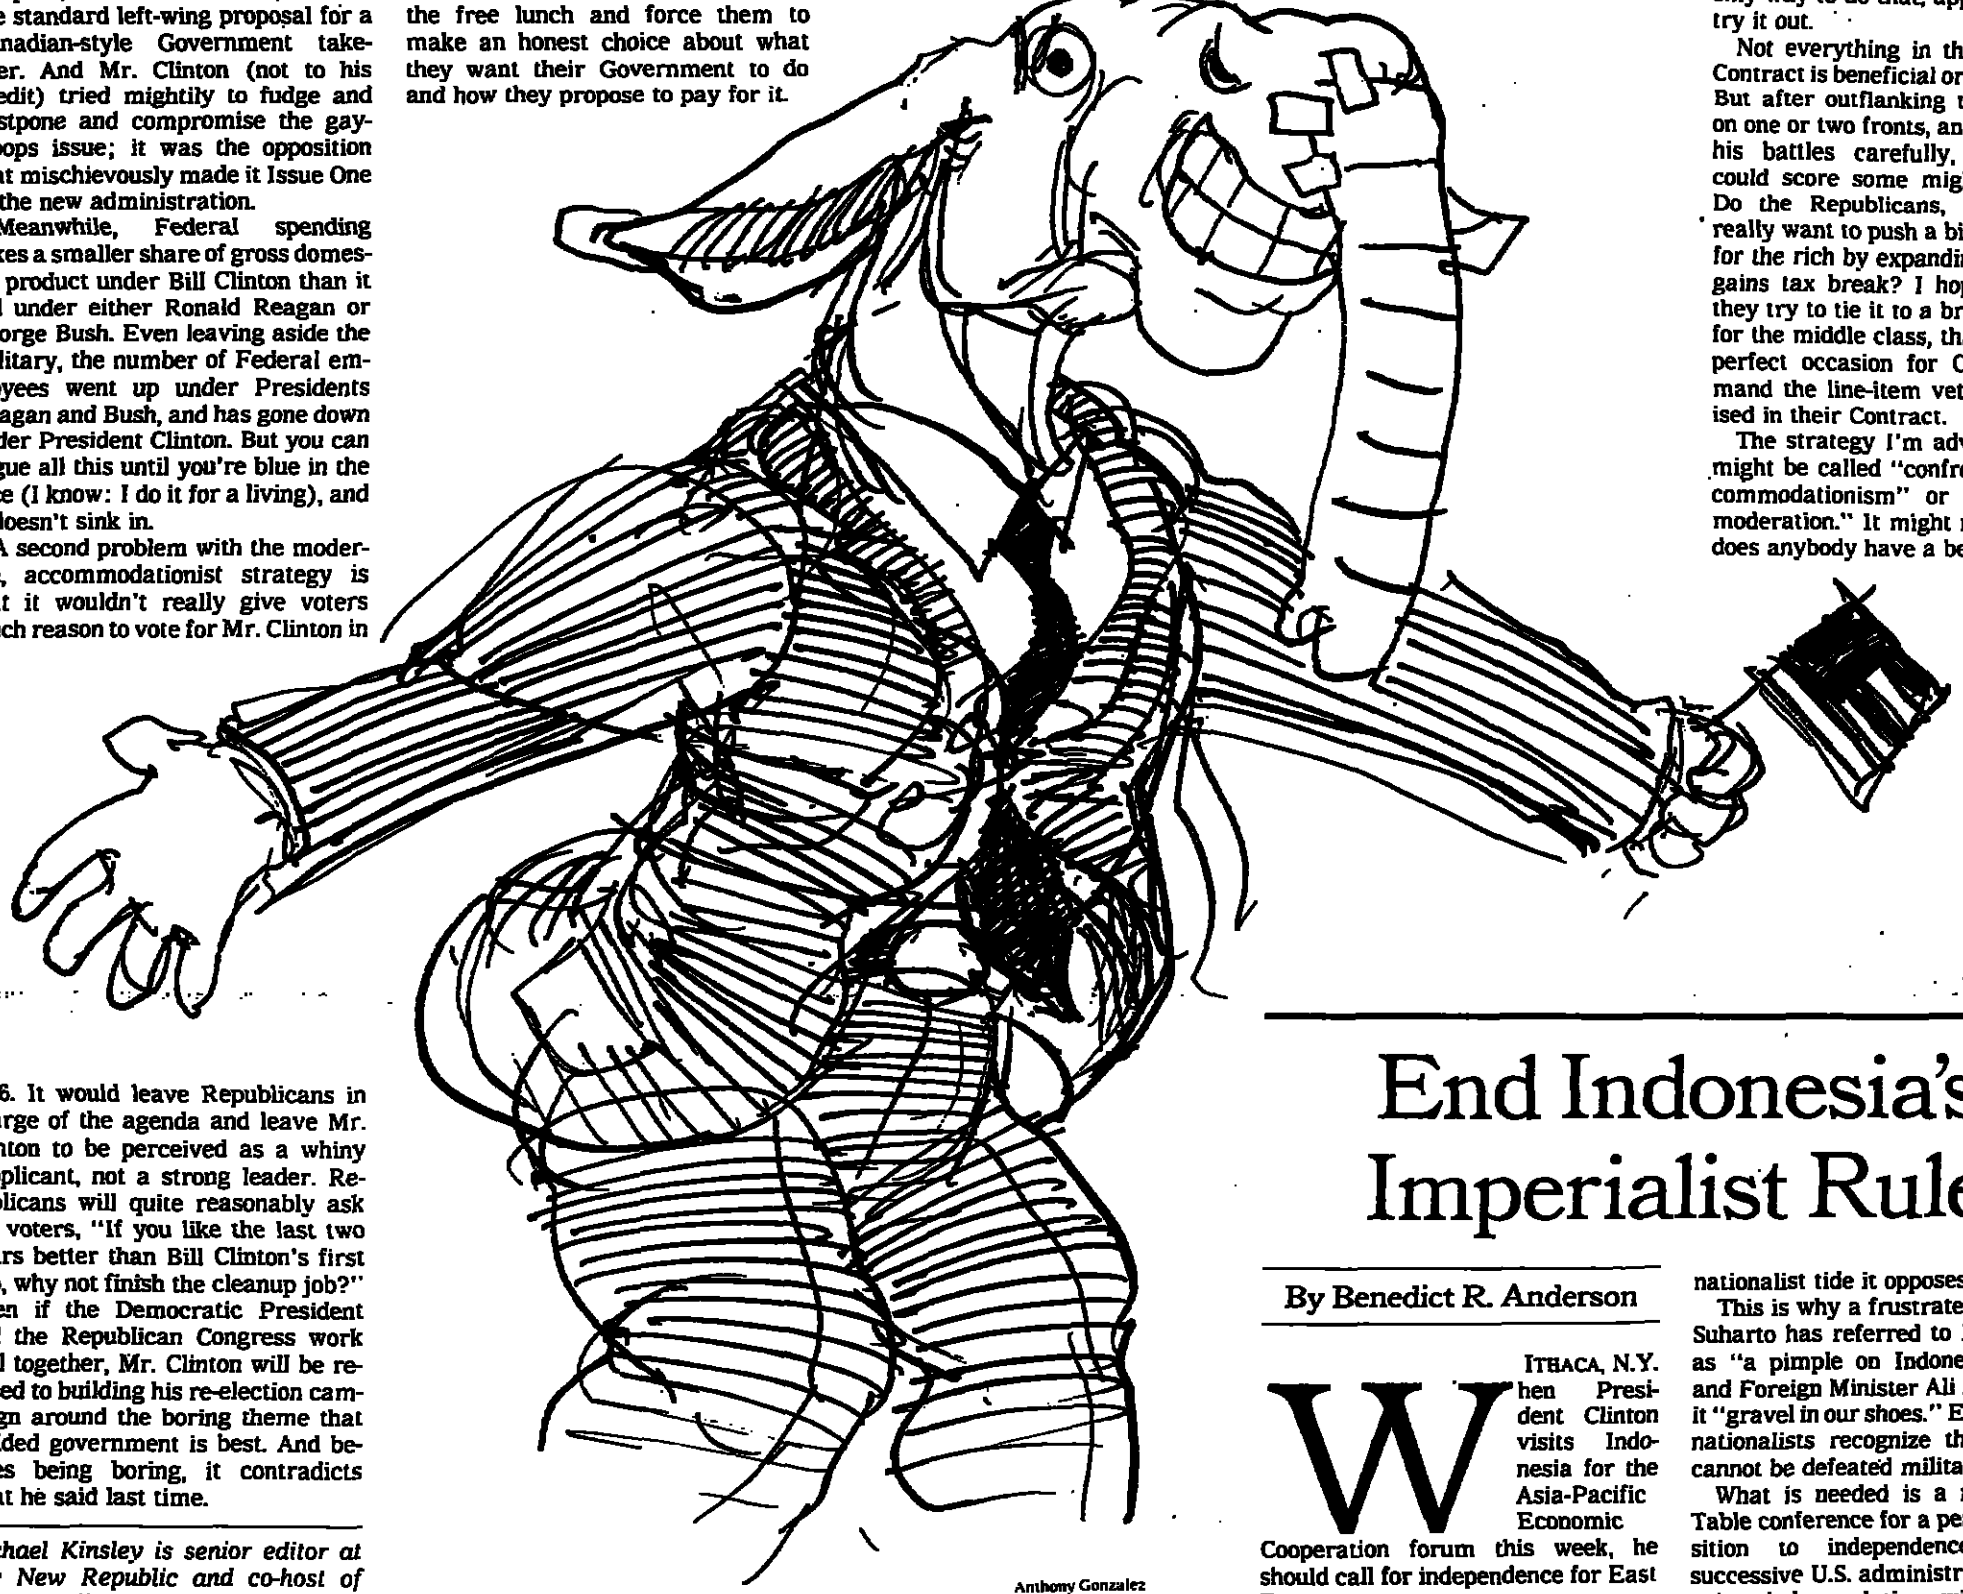 e standard left-wing proposal for a
nadian-style Government take-
er. And Mr. Clinton (not to his
edit) tried mightily to fudge and
stpone and compromise the gay-
oops issue; it was the opposition
at mischievously made it Issue One
the new administration.
Meanwhile, Federal spending
kes a smaller share of gross domes-
product under Bill Clinton than it
d under either Ronald Reagan or
orge Bush. Even leaving aside the
litary, the number of Federal em-
oyees went up under Presidents
agan and Bush, and has gone down
der President Clinton. But you can
gue all this until you're blue in the
ce (I know: I do it for a living), and
doesn't sink in.
A second problem with the moder-
, accommodationist strategy is
t it wouldn't really give voters
ch reason to vote for Mr. Clinton in
6. It would leave Republicans in
arge of the agenda and leave Mr.
nton to be perceived as a whiny
pplicant, not a strong leader. Re-
blicans will quite reasonably ask
voters, "If you like the last two
ars better than Bill Clinton's first
, why not finish the cleanup job?"
en if the Democratic President
the Republican Congress work
l together, Mr. Clinton will be re-
ed to building his re-election cam-
gn around the boring theme that
ided government is best. And be-
es being boring, it contradicts
at he said last time.
chael Kinsley is senior editor at
New Republic and co-host of
the free lunch and force them to
make an honest choice about what
they want their Government to do
and how they propose to pay for it.
Anthony Gonzalez
try it out.
Not everything in th
Contract is beneficial or
But after outflanking t
on one or two fronts, an
his battles carefully,
could score some mig
Do the Republicans,
really want to push a bi
for the rich by expandi
gains tax break? I hop
they try to tie it to a br
for the middle class, th
perfect occasion for C
mand the line-item vet
ised in their Contract.
The strategy I'm adv
might be called "confr
commodationism" or
moderation." It might
does anybody have a be
End Indonesia's
Imperialist Rule
By Benedict R. Anderson
ITHACA, N.Y.
When Presi-
dent Clinton
visits Indo-
nesia for the
Asia-Pacific
Economic
Cooperation forum this week, he
should call for independence for East
nationalist tide it opposes
This is why a frustrate
Suharto has referred to
as "a pimple on Indone
and Foreign Minister Ali
it "gravel in our shoes." E
nationalists recognize th
cannot be defeated milita
What is needed is a
Table conference for a pe
sition to independence
successive U.S. administr